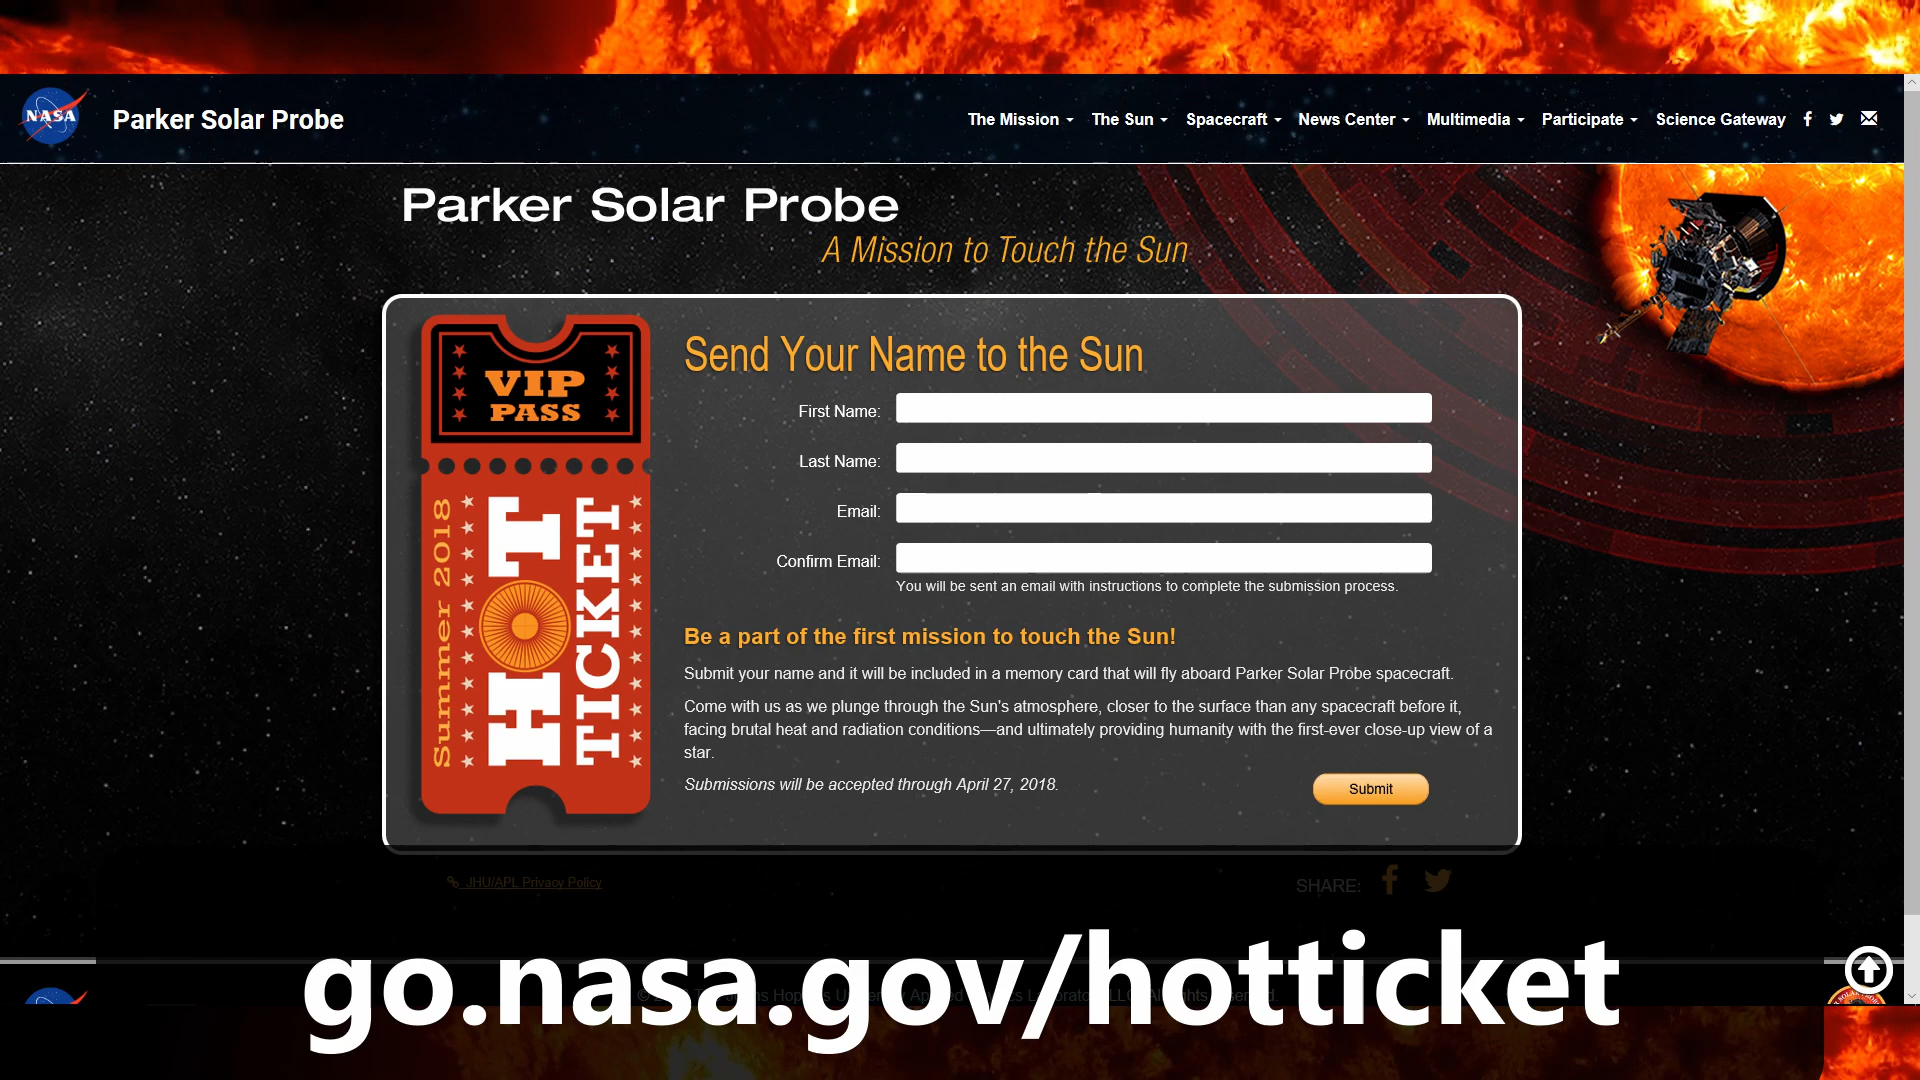 NASA
Parker Solar Probe
The Mission
The Sun
Spacecraft
News Center
Multimedia
Participate
Science Gateway
Parker Solar Probe
A Mission to Touch the Sun
VIP
PASS
Summer 2018
HOT
TICKET
Send Your Name to the Sun
First Name:
Last Name:
Email:
Confirm Email:
You will be sent an email with instructions to complete the submission process.
Be a part of the first mission to touch the Sun!
Submit your name and it will be included in a memory card that will fly aboard Parker Solar Probe spacecraft.
Come with us as we plunge through the Sun's atmosphere, closer to the surface than any spacecraft before it,
facing brutal heat and radiation conditions—and ultimately providing humanity with the first-ever close-up view of a
star.
Submissions will be accepted through April 27, 2018.
Submit
JHU/APL Privacy Policy
SHARE:
go.nasa.gov/hotticket